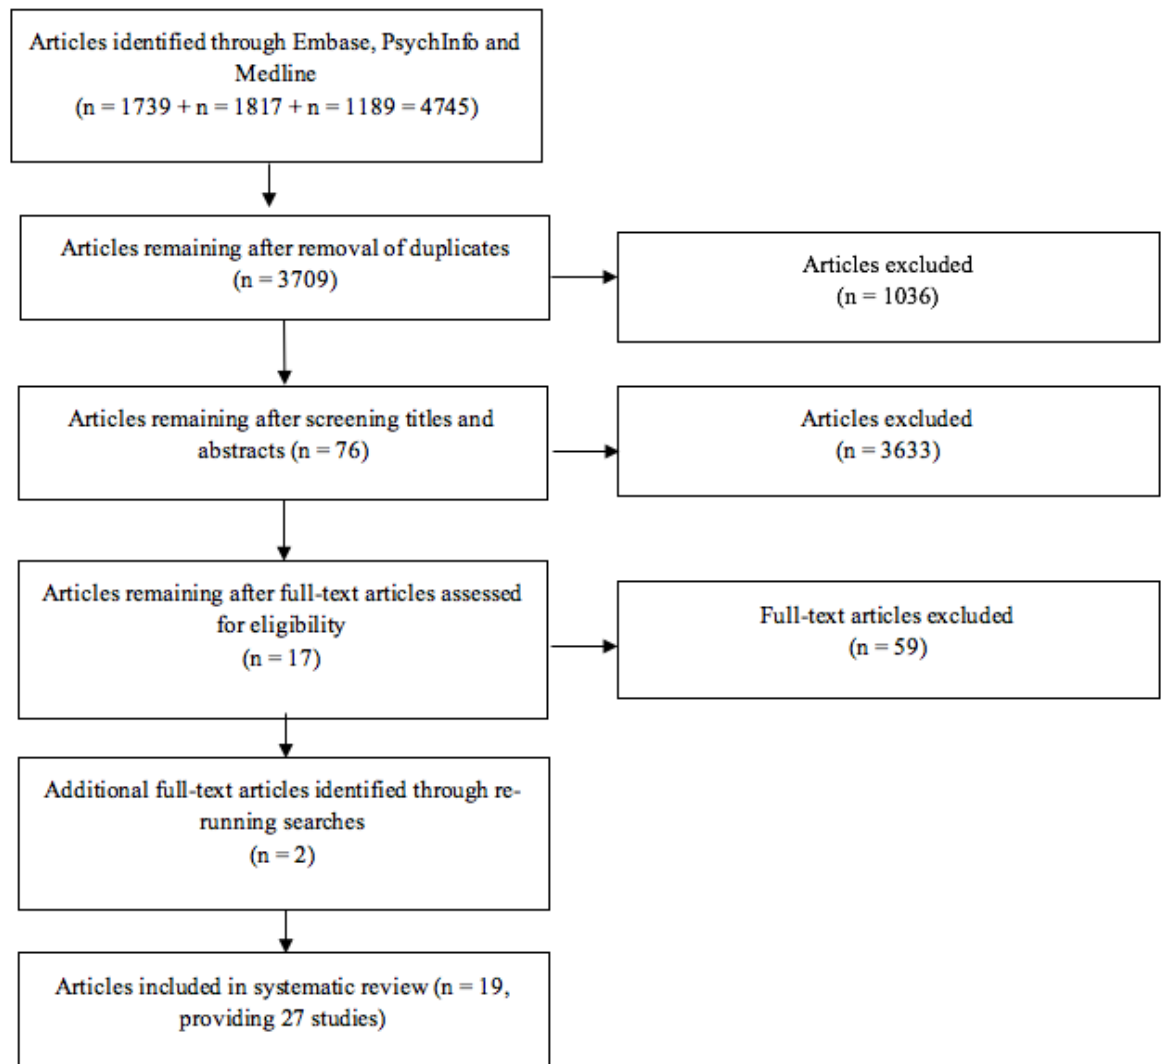 Articles identified through Embase, PsychInfo and
Medline
(n = 1739 + n = 1817 + n = 1189 = 4745)
Articles remaining after removal of duplicates
(n = 3709)
Articles excluded
(n = 1036)
Articles remaining after screening titles and
abstracts (n = 76)
Articles excluded
(n = 3633)
Articles remaining after full-text articles assessed
for eligibility
(n = 17)
Full-text articles excluded
(n = 59)
Additional full-text articles identified through re-
running searches
(n = 2)
Articles included in systematic review (n = 19,
providing 27 studies)